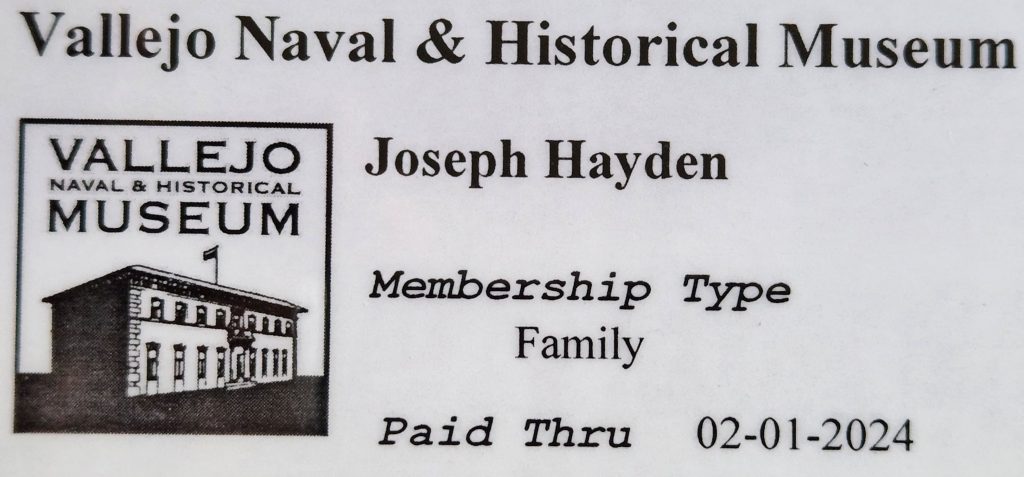 Vallejo Naval & Historical Museum
VALLEJO
NAVAL & HISTORICAL
MUSEUM
Joseph Hayden
Membership Type
Family
Paid Thru 02-01-2024